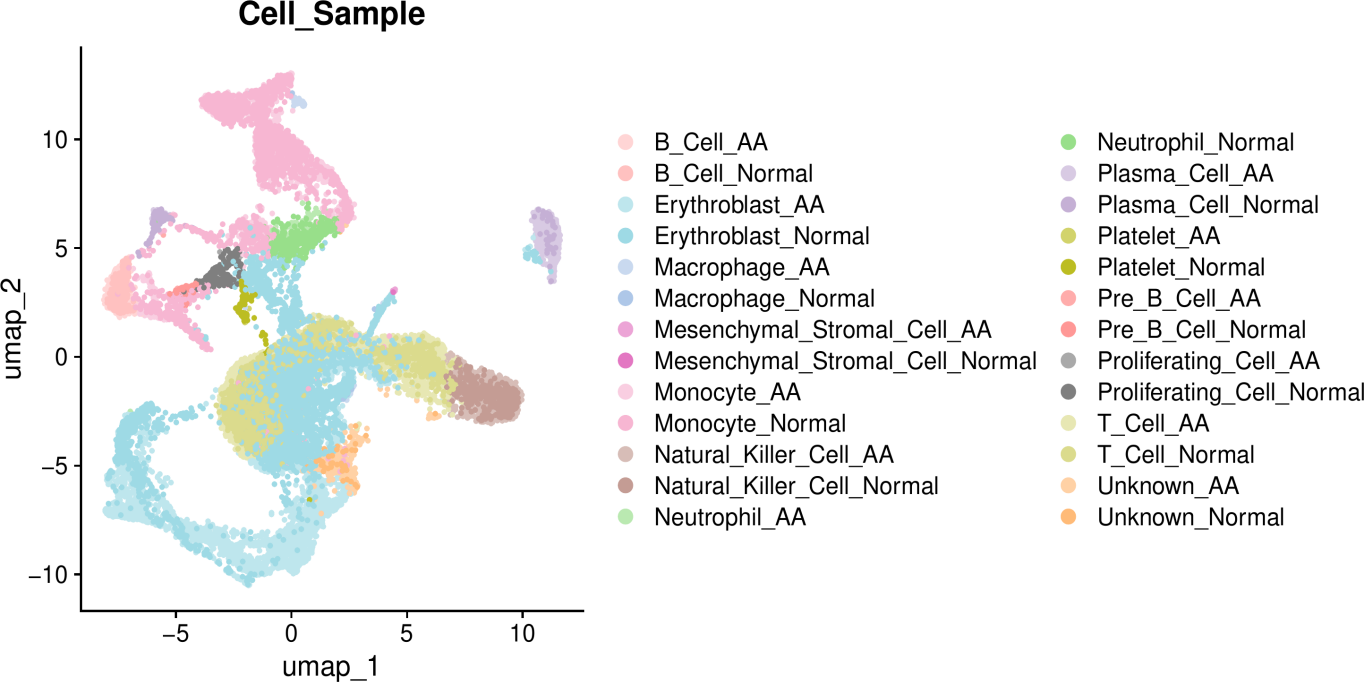 Cell_Sample
umap_2
10
5
0
−5
−10
−5
0
5
10
umap_1
B_Cell_AA
B_Cell_Normal
Erythroblast_AA
Erythroblast_Normal
Macrophage_AA
Macrophage_Normal
Mesenchymal_Stromal_Cell_AA
Mesenchymal_Stromal_Cell_Normal
Monocyte_AA
Monocyte_Normal
Natural_Killer_Cell_AA
Natural_Killer_Cell_Normal
Neutrophil_AA
Neutrophil_Normal
Plasma_Cell_AA
Plasma_Cell_Normal
Platelet_AA
Platelet_Normal
Pre_B_Cell_AA
Pre_B_Cell_Normal
Proliferating_Cell_AA
Proliferating_Cell_Normal
T_Cell_AA
T_Cell_Normal
Unknown_AA
Unknown_Normal